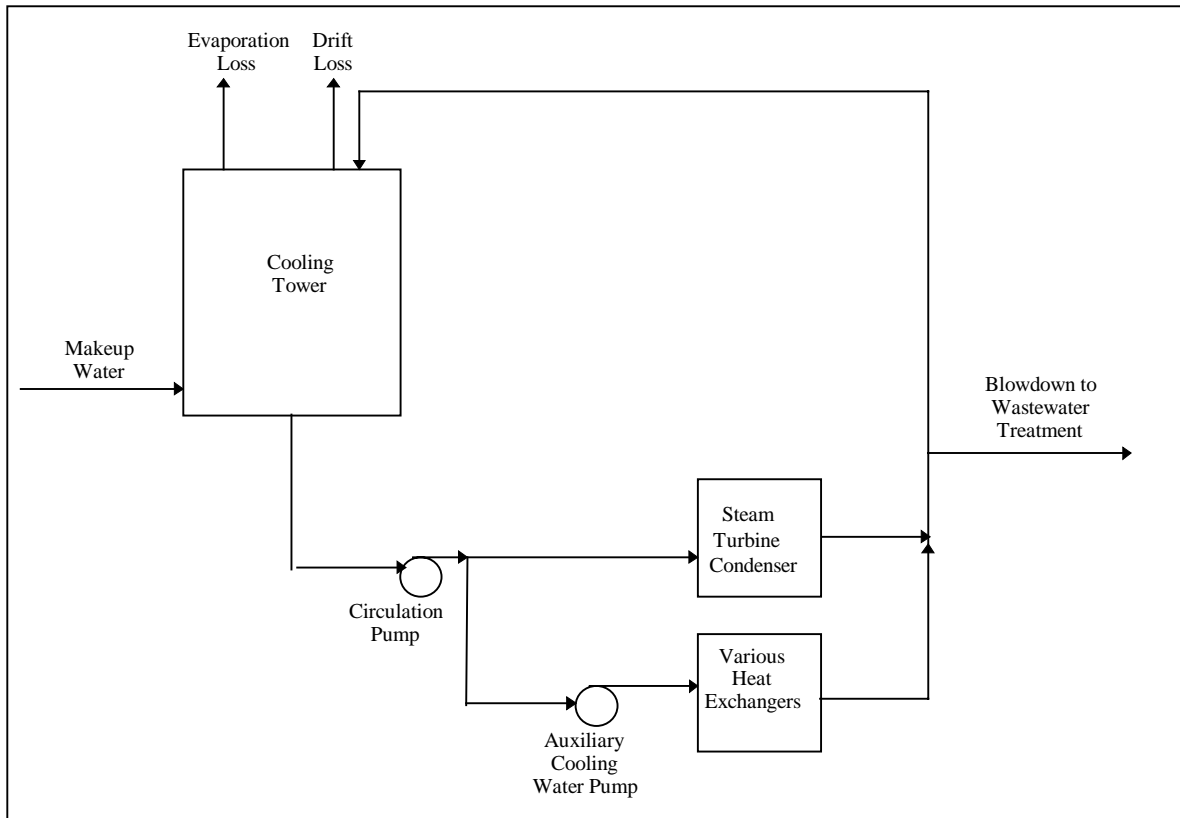 Evaporation
Loss
Drift
Loss
Cooling
Tower
Makeup
Water
Blowdown to
Wastewater
Treatment
Steam
Turbine
Condenser
Circulation
Pump
Various
Heat
Exchangers
Auxiliary
Cooling
Water Pump